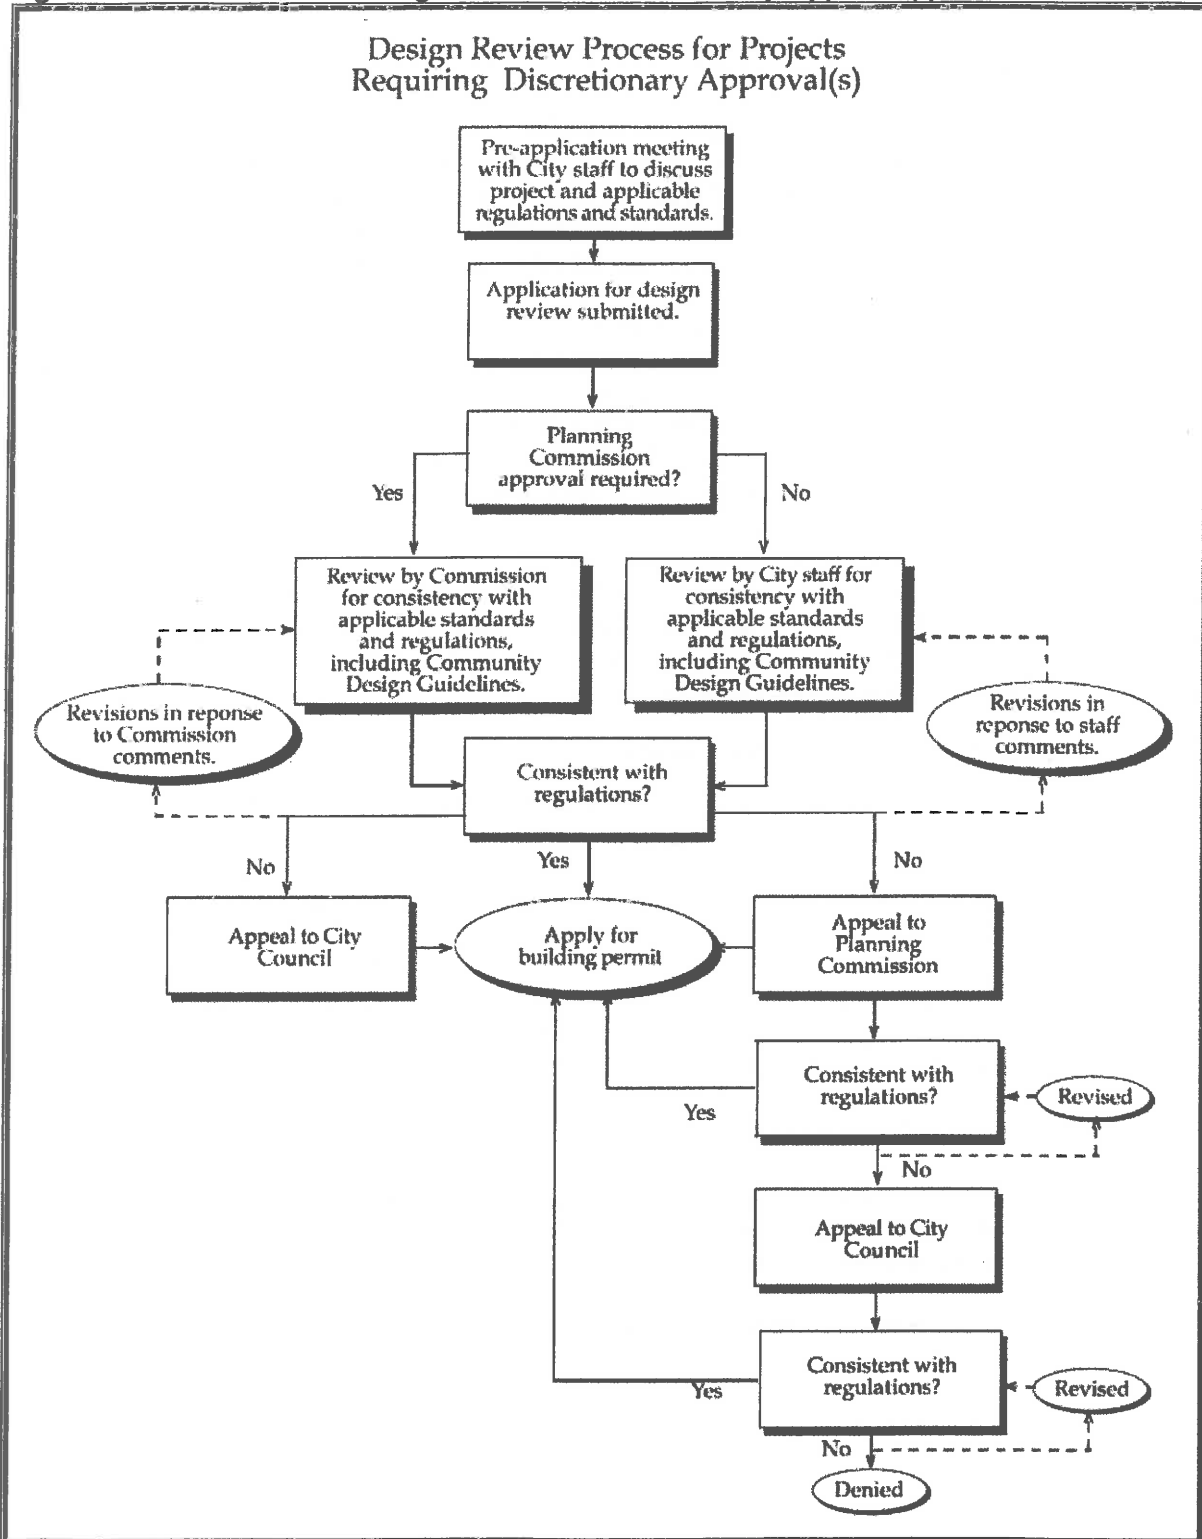 Design Review Process for Projects
Requiring Discretionary Approval(s)
Pre-application meeting
with City staff to discuss
project and applicable
regulations and standards.
Application for design
review submitted.
Planning
Commission
approval required?
Yes
No
Review by Commission
for consistency with
applicable standards
and regulations,
including Community
Design Guidelines.
Review by City staff for
consistency with
applicable standards
and regulations,
including Community
Design Guidelines.
Revisions in reponse
to Commission
comments.
Revisions in
reponse to staff
comments.
Consistent with
regulations?
No
Yes
No
Appeal to City
Council
Apply for
building permit
Appeal to
Planning
Commission
Consistent with
regulations?
Revised
Yes
No
Appeal to City
Council
Consistent with
regulations?
Revised
Yes
No
Denied